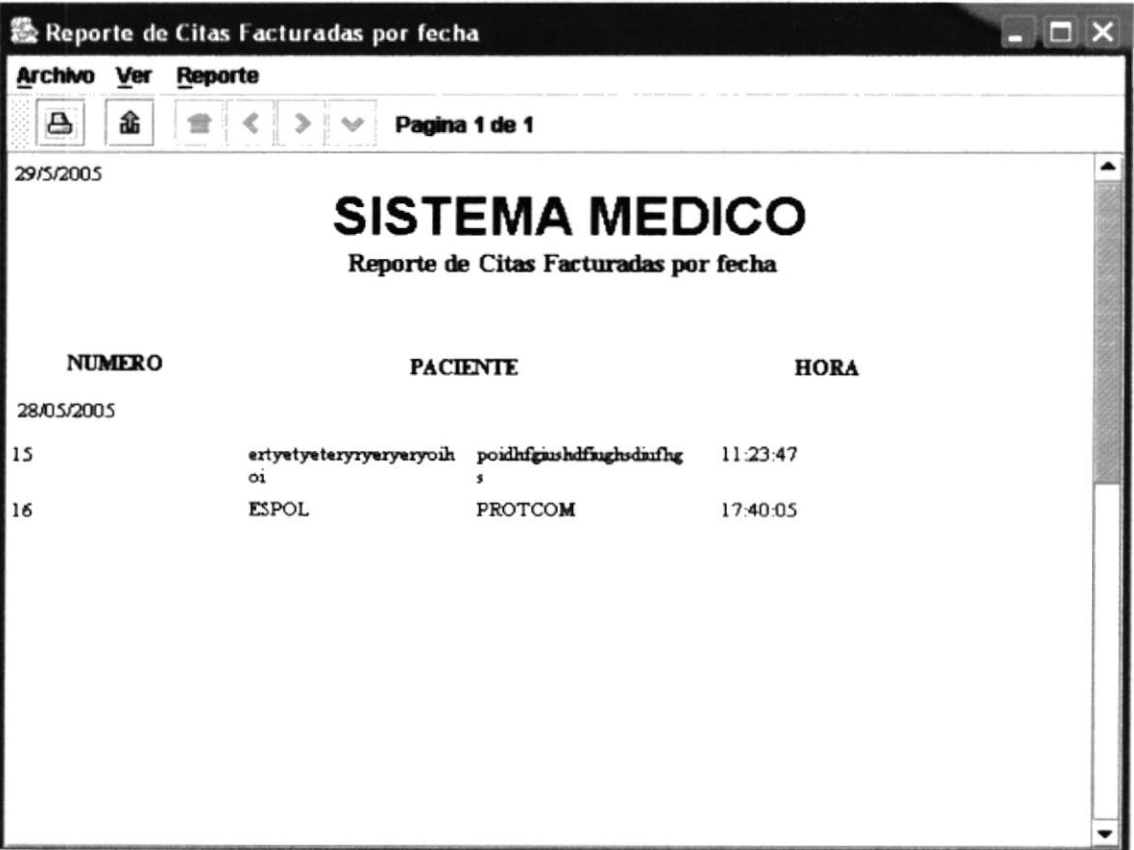 Reporte de Citas Facturadas por fecha
Archivo Ver Reporte
Pagina 1 de 1
29/5/2005
SISTEMA MEDICO
Reporte de Citas Facturadas por fecha
NUMERO PACIENTE HORA
28/05/2005
15 ertyetyeteryryeryeryoih poidhfgiushdfiughsdiufhg 11:23:47
oi s
16 ESPOL PROTCOM 17:40:05